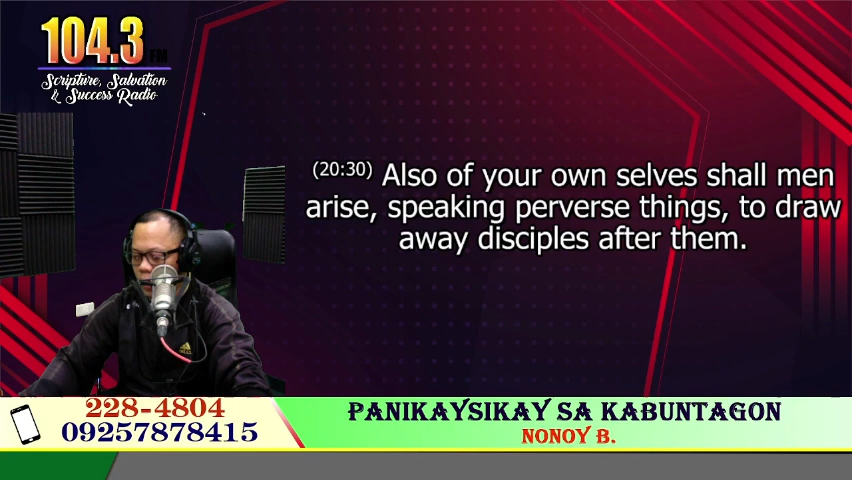 104.3 FM
Scripture, Salvation
& Success Radio
(20:30) Also of your own selves shall men
arise, speaking perverse things, to draw
away disciples after them.
228-4804
09257878415
PANIKAYSIKAY SA KABUNTAGON
NONOY B.